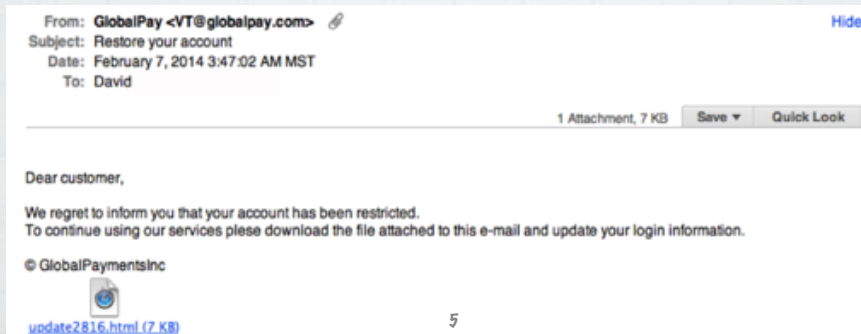 From: GlobalPay <VT@globalpay.com>
Hide
Subject: Restore your account
Date: February 7, 2014 3:47:02 AM MST
To: David
1 Attachment, 7 KB Save ▼ Quick Look
Dear customer,
We regret to inform you that your account has been restricted.
To continue using our services plese download the file attached to this e-mail and update your login information.
© GlobalPaymentsInc
update2816.html (7 KB)
5